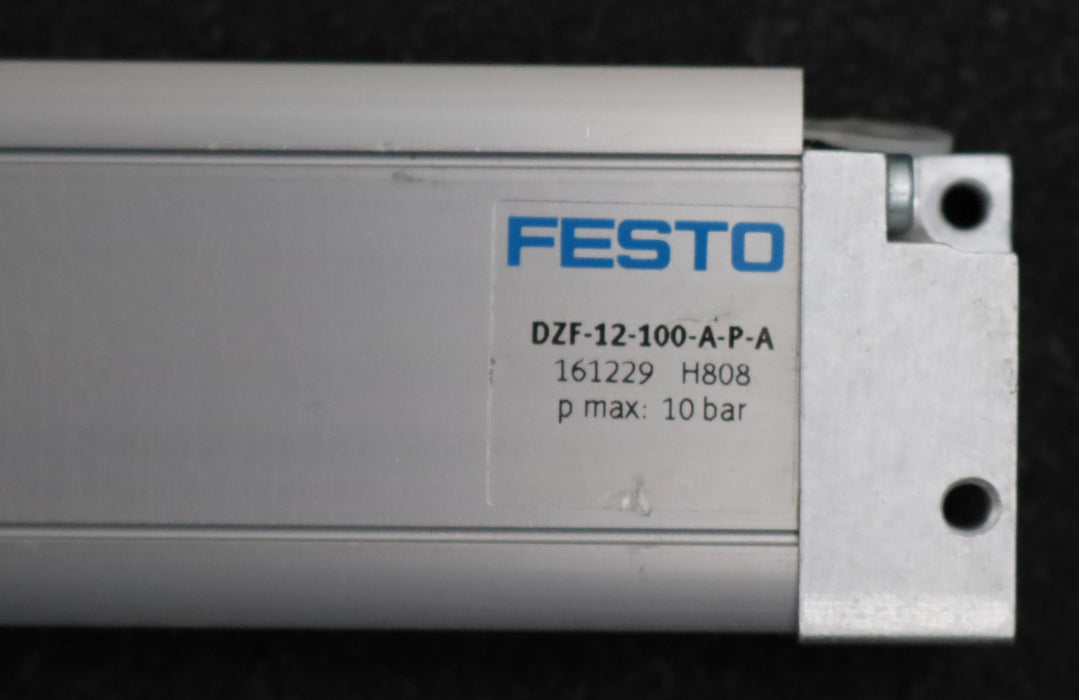 FESTO
DZF-12-100-A-P-A
161229 H808
p max: 10 bar